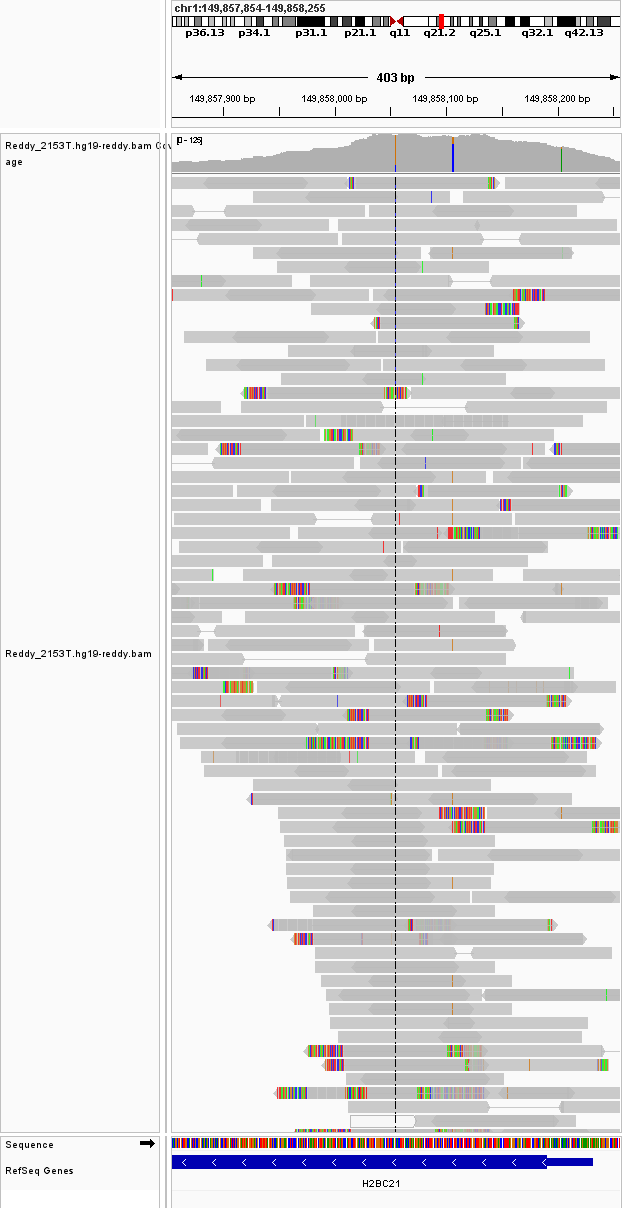 chr1:149,857,854-149,858,255
p36.13 p34.1 p31.1 p21.1 q11 q21.2 q25.1 q32.1 q42.13
403 bp
149,857,900 bp 149,858,000 bp 149,858,100 bp 149,858,200 bp
[0 - 125]
Reddy_2153T.hg19-reddy.bam Cov
age
Reddy_2153T.hg19-reddy.bam
Sequence
RefSeq Genes
H2BC21